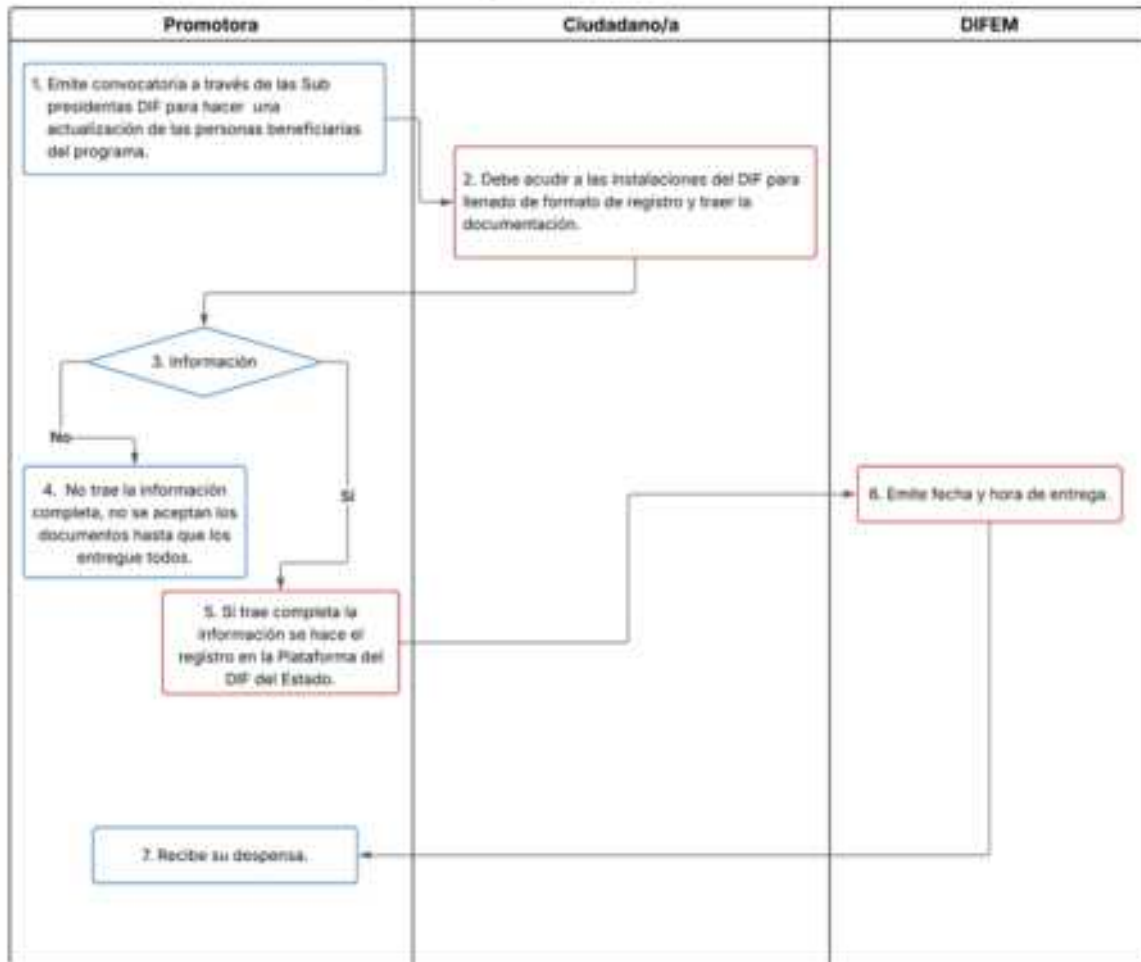 Promotora
Ciudadano/a
DIFEM
1. Emite convocatoria a través de las Sub
presidentas DIF para hacer una
actualización de las personas beneficiarias
del programa.
2. Debe acudir a las instalaciones del DIF para
llenado de formato de registro y traer la
documentación.
3. Información
No
Si
4. No trae la información
completa, no se aceptan los
documentos hasta que los
entregue todos.
6. Emite fecha y hora de entrega.
5. Si trae completa la
información se hace el
registro en la Plataforma del
DIF del Estado.
7. Recibe su despensa.